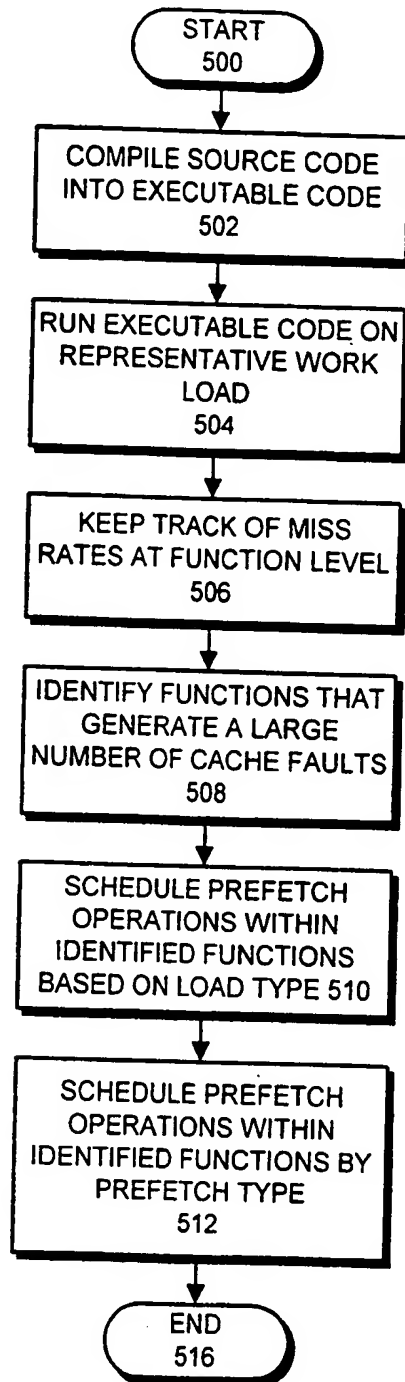 START
500
COMPILE SOURCE CODE
INTO EXECUTABLE CODE
502
RUN EXECUTABLE CODE ON
REPRESENTATIVE WORK
LOAD
504
KEEP TRACK OF MISS
RATES AT FUNCTION LEVEL
506
IDENTIFY FUNCTIONS THAT
GENERATE A LARGE
NUMBER OF CACHE FAULTS
508
SCHEDULE PREFETCH
OPERATIONS WITHIN
IDENTIFIED FUNCTIONS
BASED ON LOAD TYPE 510
SCHEDULE PREFETCH
OPERATIONS WITHIN
IDENTIFIED FUNCTIONS BY
PREFETCH TYPE
512
END
516